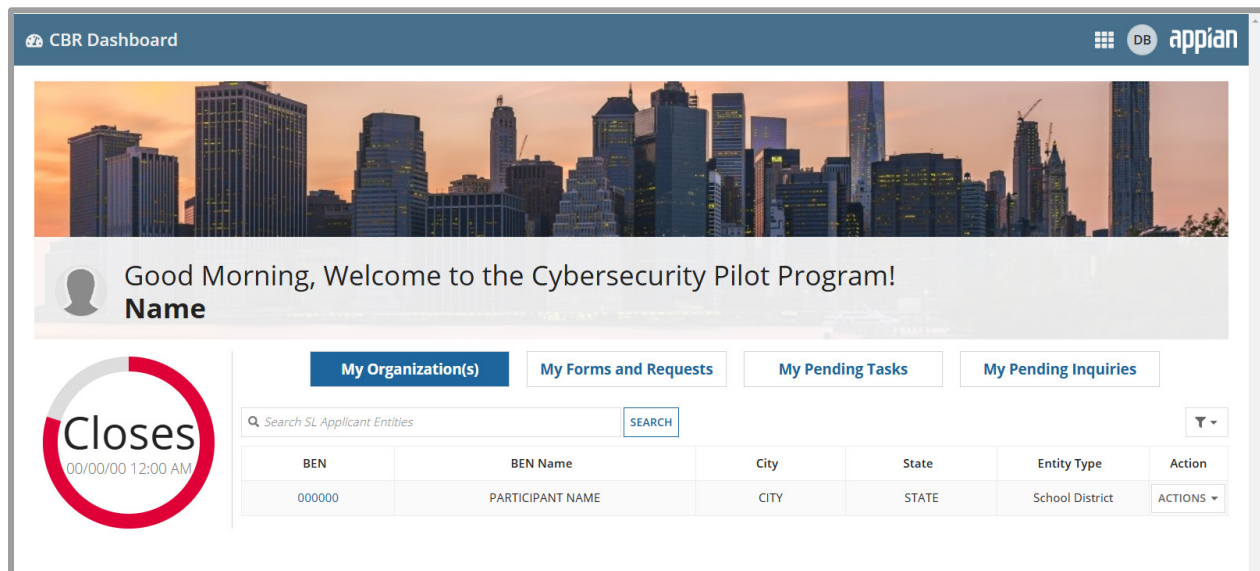 CBR Dashboard
DB appian
Good Morning, Welcome to the Cybersecurity Pilot Program!
Name
My Organization(s) My Forms and Requests My Pending Tasks My Pending Inquiries
Closes
00/00/00 12:00 AM
Search SL Applicant Entities SEARCH
BEN BEN Name City State Entity Type Action
000000 PARTICIPANT NAME CITY STATE School District ACTIONS